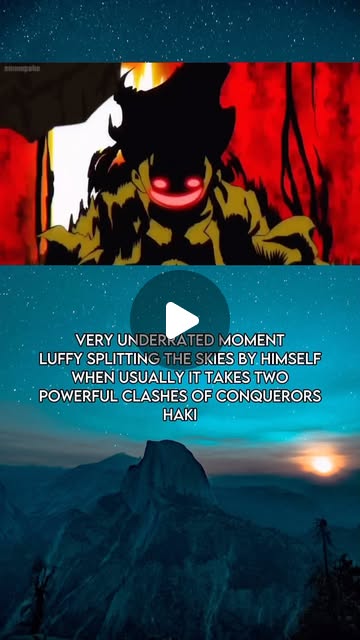 VERY UNDERRATED MOMENT
LUFFY SPLITTING THE SKIES BY HIMSELF
WHEN USUALLY IT TAKES TWO
POWERFUL CLASHES OF CONQUERORS
HAKI